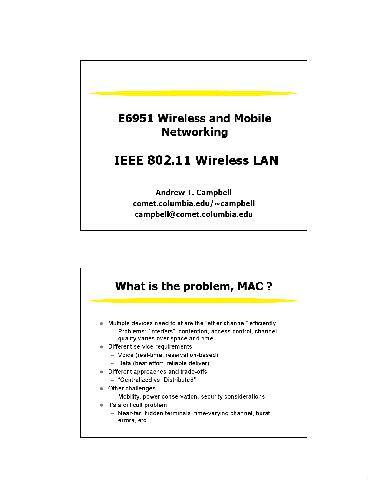 E6951 Wireless and Mobile
Networking
IEEE 802.11 Wireless LAN
Andrew T. Campbell
comet.columbia.edu/~campbell
campbell@comet.columbia.edu
What is the problem, MAC ?
Multiple devices need to share the "ether channel" efficiently
Problems: "interfers", contention, access control, channel
quality varies over space and time
Different service requirements
– Voice (real-time, reservation-based)
– Data (best effort, reliable deliver)
Different approaches and trade-offs
– "Centralized vs. Distributed"
Other challenges
Mobility, power conservation, security considerations
It's a difficult problem
– Near-far, hidden terminals, time-varying channel, burst
errors, etc